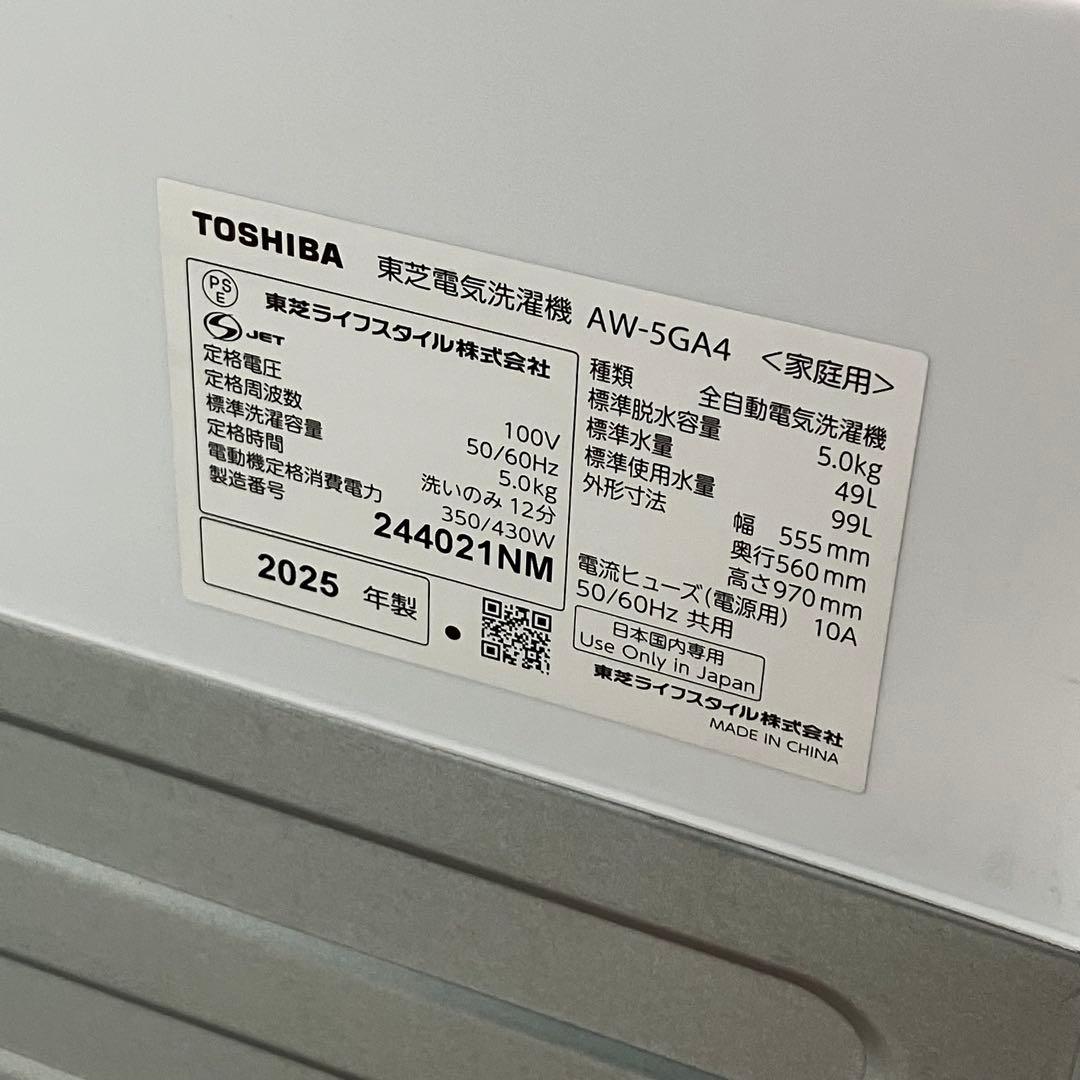 TOSHIBA 東芝電気洗濯機 AW-5GA4 <家庭用>
PSE 東芝ライフスタイル株式会社
S JET
定格電圧 100V
定格周波数 50/60Hz
標準洗濯容量 5.0kg
定格時間 洗いのみ 12分
電動機定格消費電力 350/430W
製造番号 244021NM
2025 年製
種類 全自動電気洗濯機
標準脱水容量 5.0kg
標準水量 49L
標準使用水量 99L
外形寸法 幅 555mm
奥行560mm
高さ970mm
電流ヒューズ(電源用) 10A
50/60Hz 共用
日本国内専用
Use Only in Japan
東芝ライフスタイル株式会社
MADE IN CHINA